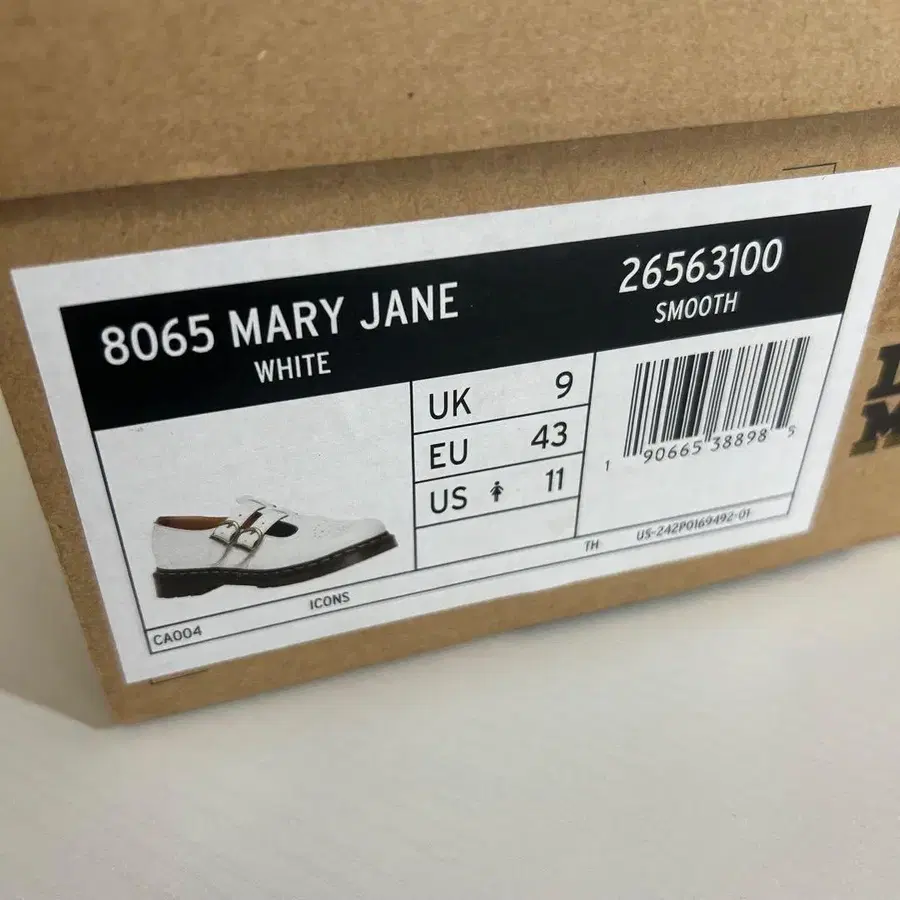 8065 MARY JANE
WHITE
26563100
SMOOTH
UK 9
EU 43
US 11
1 90665 38898 5
TH US-242P0169492-01
ICONS
CA004